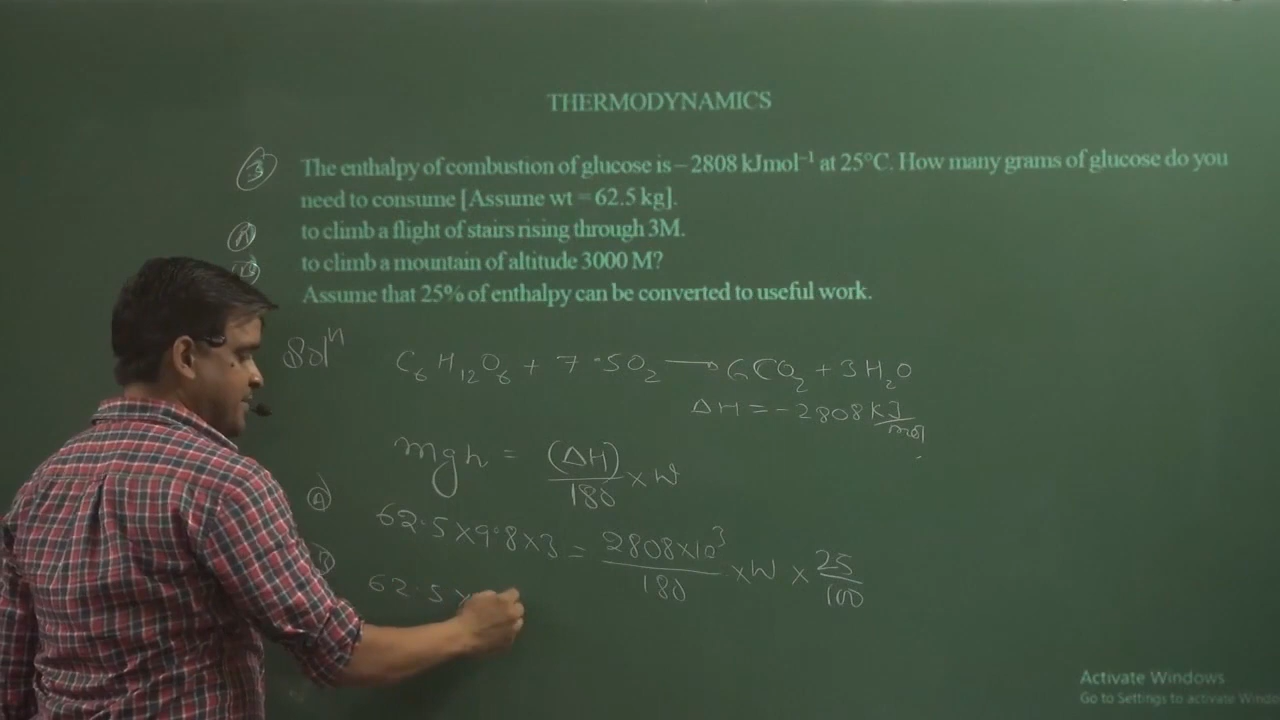 THERMODYNAMICS
3 The enthalpy of combustion of glucose is – 2808 kJmol⁻¹ at 25°C. How many grams of glucose do you
need to consume [Assume wt = 62.5 kg].
A to climb a flight of stairs rising through 3M.
to climb a mountain of altitude 3000 M?
Assume that 25% of enthalpy can be converted to useful work.
Solⁿ C₆H₁₂O₆ + 7.5O₂ → 6CO₂ + 3H₂O
ΔH = -2808 kJ/mol
mgh = (ΔH)/180 × W
A 62.5×9.8×3 = 2808×10³/180 × W × 25/100
B 62.5 ×
Activate Windows
Go to Settings to activate Windo